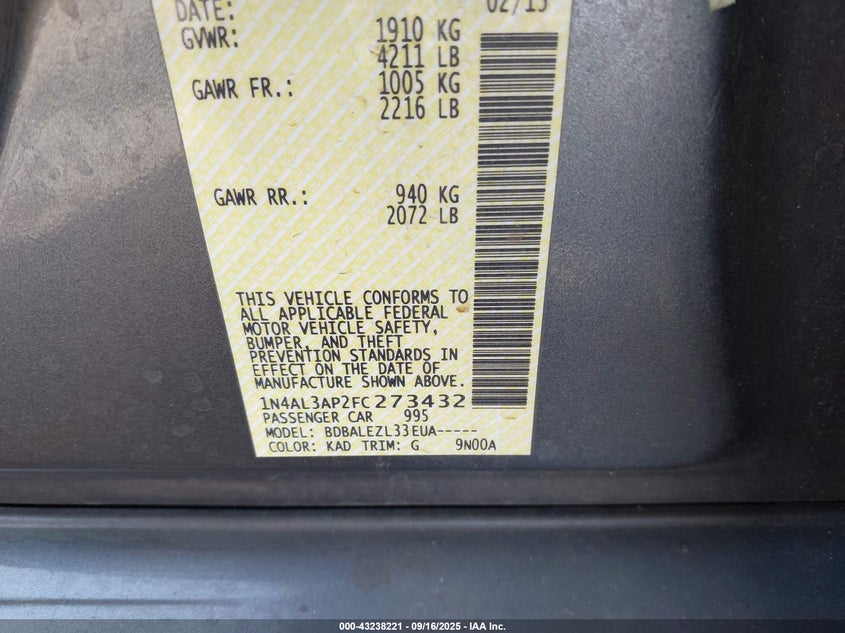 DATE: 02/15
GVWR: 1910 KG
4211 LB
GAWR FR.: 1005 KG
2216 LB
GAWR RR.: 940 KG
2072 LB
THIS VEHICLE CONFORMS TO
ALL APPLICABLE FEDERAL
MOTOR VEHICLE SAFETY,
BUMPER, AND THEFT
PREVENTION STANDARDS IN
EFFECT ON THE DATE OF
MANUFACTURE SHOWN ABOVE.
1N4AL3AP2FC273432
PASSENGER CAR 995
MODEL: BDBALEZL33EUA-----
COLOR: KAD TRIM: G 9N00A
000-43238221 - 09/16/2025 - IAA Inc.